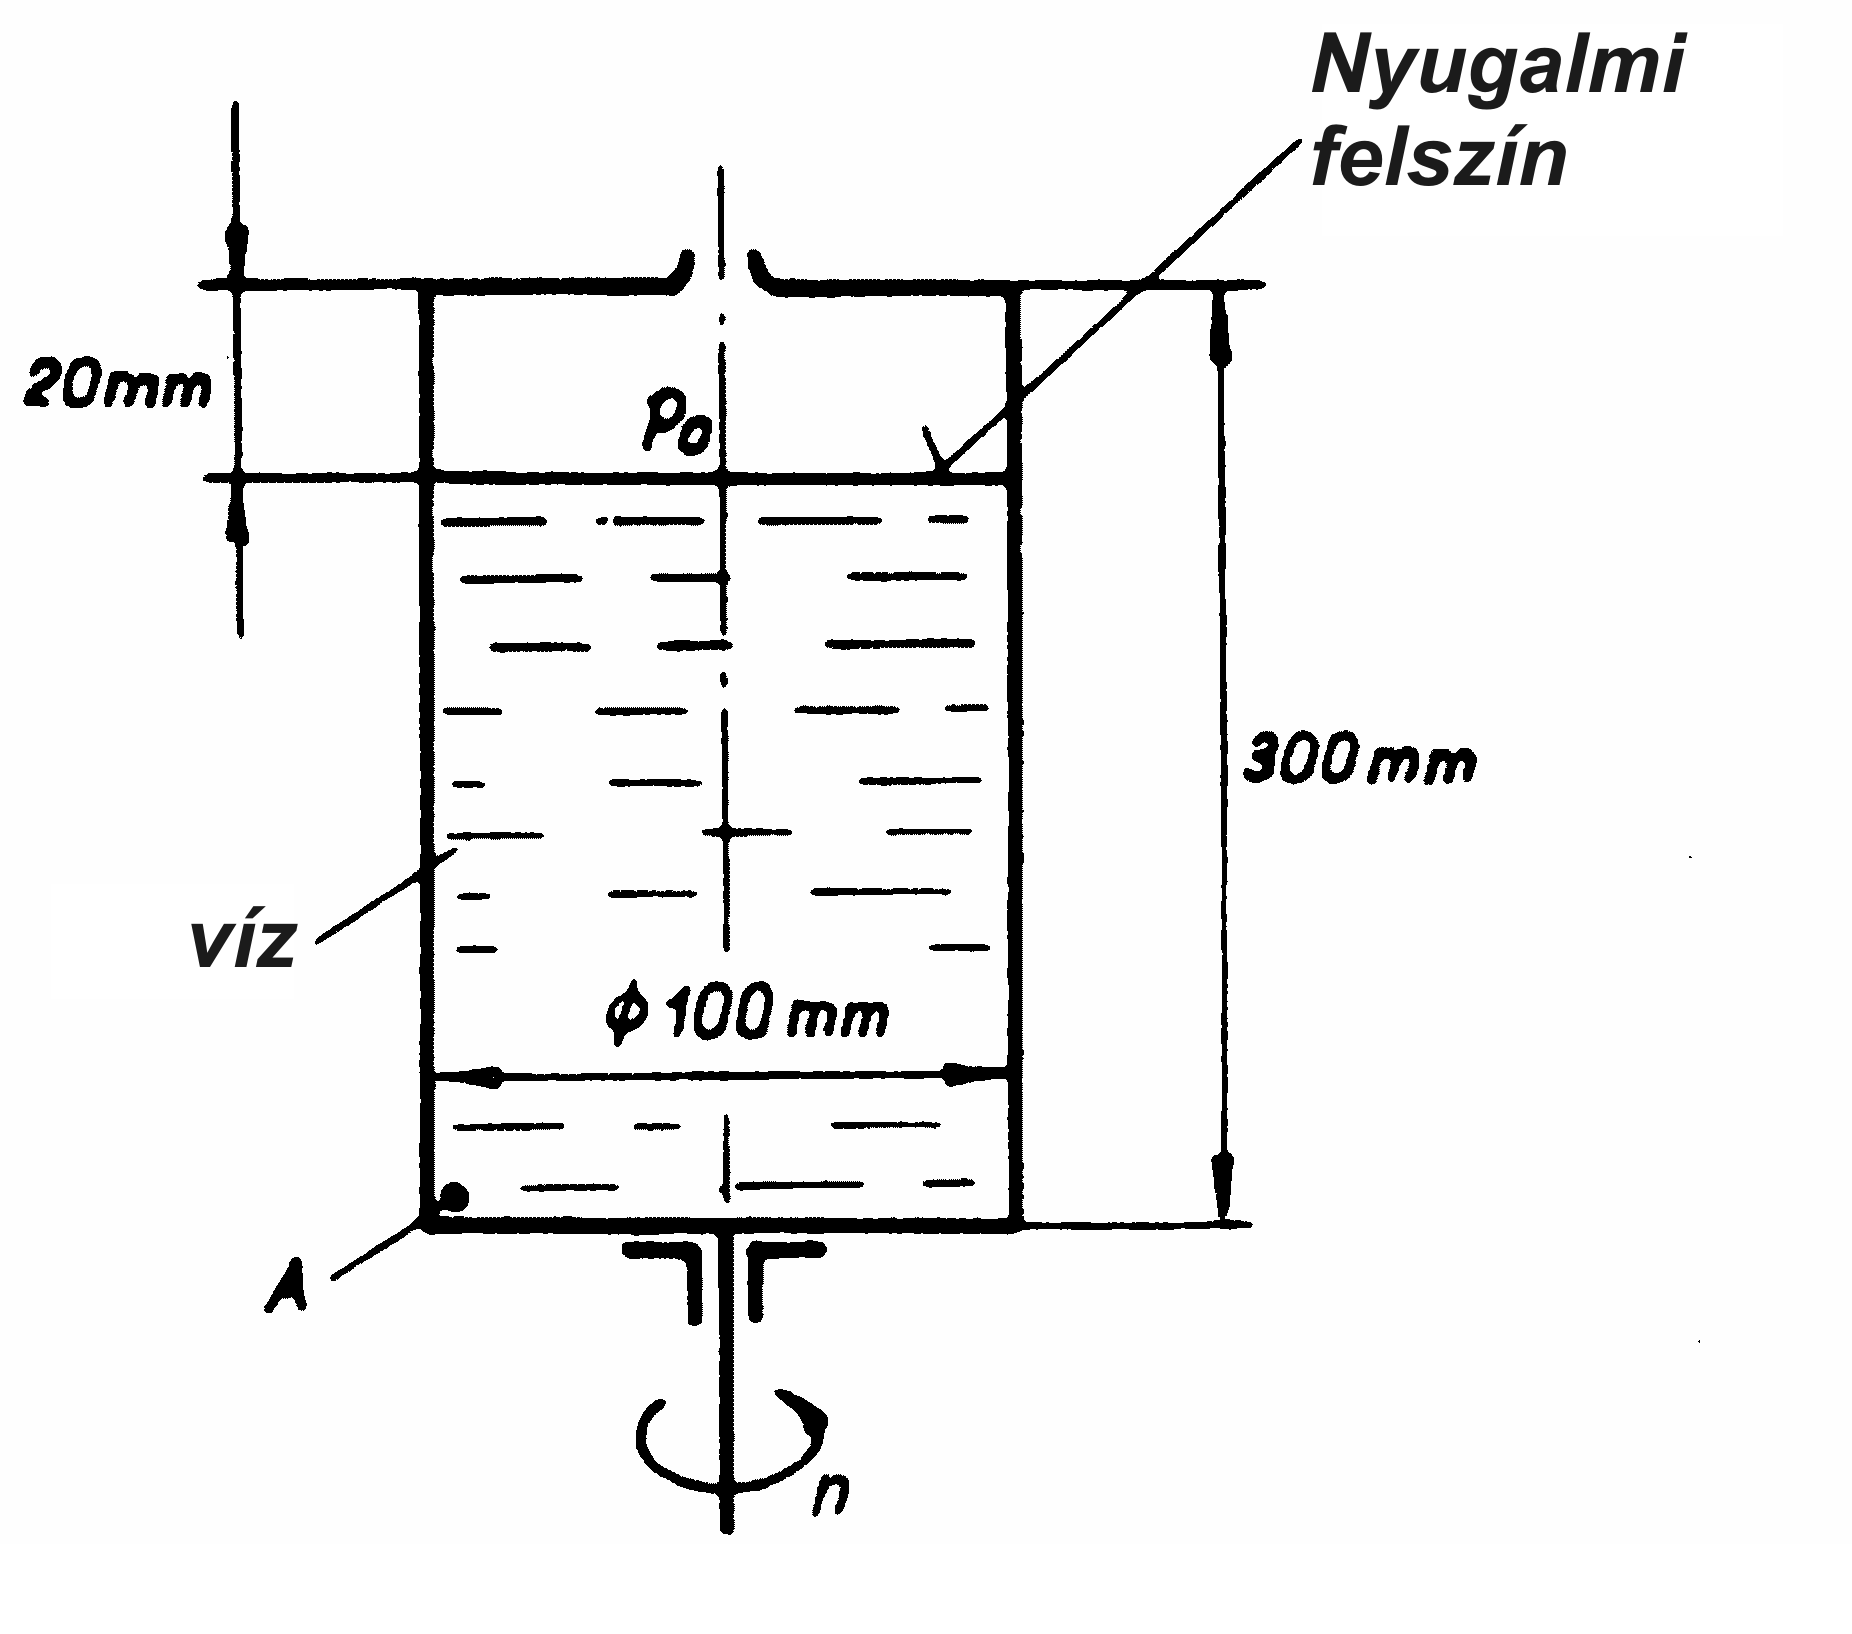 Nyugalmi
felszín
20mm
p₀
300mm
víz
ϕ100mm
A
n